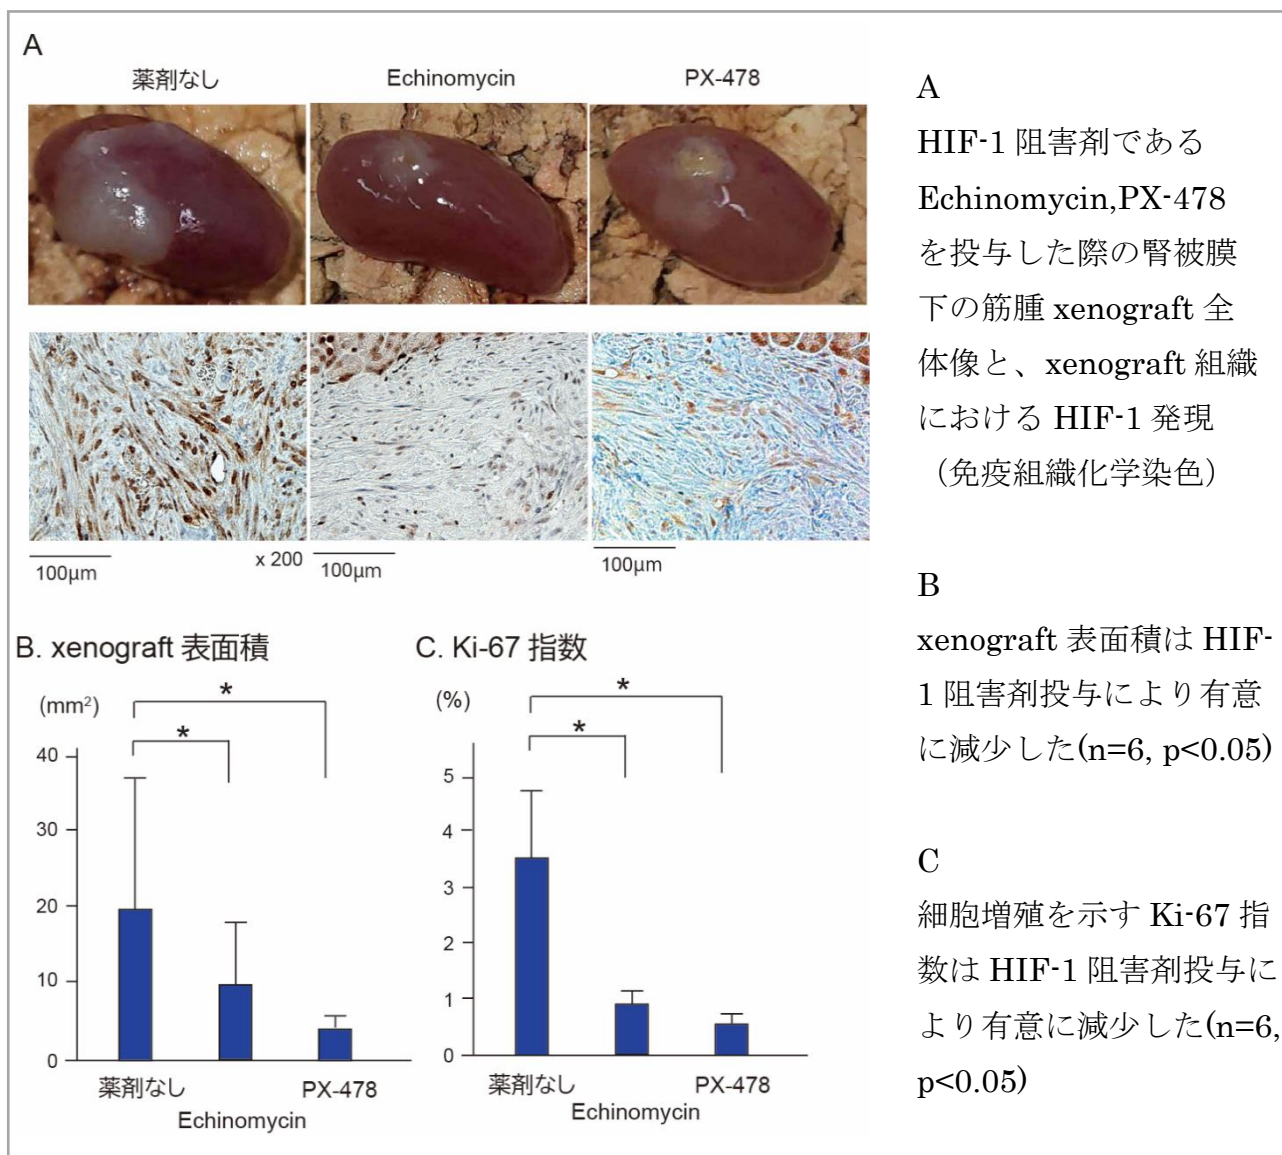 A
薬剤なし
Echinomycin
PX-478
100µm
x 200
100µm
100µm
B. xenograft 表面積
(mm²)
*
*
40
30
20
10
0
薬剤なし
Echinomycin
PX-478
C. Ki-67 指数
(%)
*
*
5
4
3
2
1
0
薬剤なし
Echinomycin
PX-478
A
HIF-1 阻害剤である
Echinomycin,PX-478
を投与した際の腎被膜
下の筋腫 xenograft 全
体像と、xenograft 組織
における HIF-1 発現
（免疫組織化学染色）
B
xenograft 表面積は HIF-
1 阻害剤投与により有意
に減少した(n=6, p<0.05)
C
細胞増殖を示す Ki-67 指
数は HIF-1 阻害剤投与に
より有意に減少した(n=6,
p<0.05)